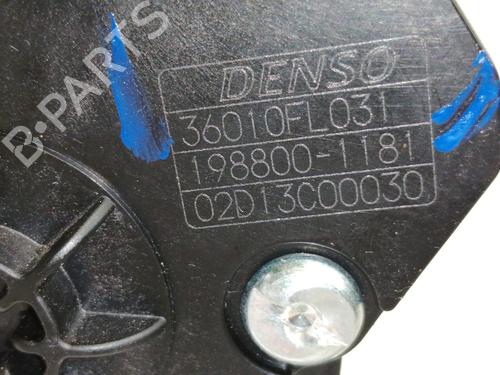 B-PARTS
DENSO
36010FL031
198800-1181
02D13C00030